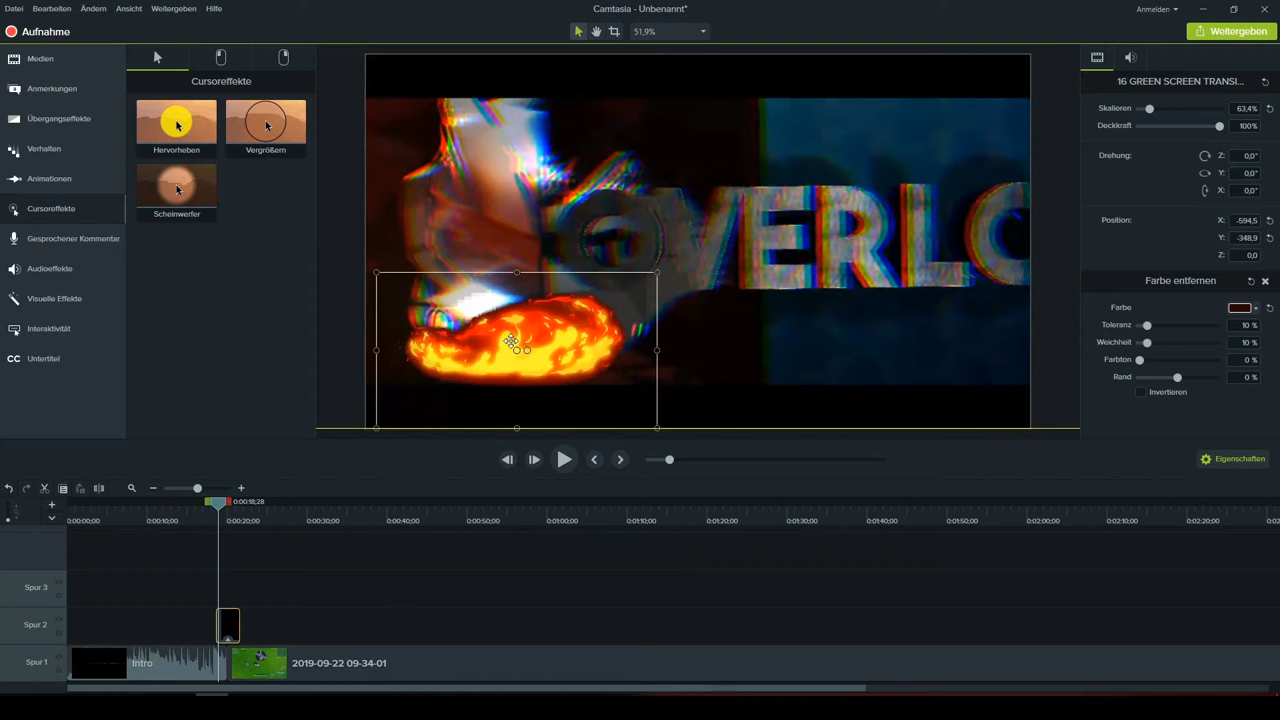 Datei Bearbeiten Ändern Ansicht Weitergeben Hilfe
Camtasia - Unbenannt*
Anmelden
Aufnahme
51,9%
Weitergeben
Medien
Anmerkungen
Übergangseffekte
Verhalten
Animationen
Cursoreffekte
Gesprochener Kommentar
Audioeffekte
Visuelle Effekte
Interaktivität
CC Untertitel
Cursoreffekte
Hervorheben
Vergrößern
Scheinwerfer
VERLO
16 GREEN SCREEN TRANSI...
Skalieren 63,4%
Deckkraft 100%
Drehung: Z: 0,0°
Y: 0,0°
X: 0,0°
Position: X: -594,5
Y: -348,9
Z: 0,0
Farbe entfernen
Farbe
Toleranz 10 %
Weichheit 10 %
Farbton 0 %
Rand 0 %
Invertieren
Eigenschaften
0:00:18;28
0:00:00;00 0:00:10;00 0:00:20;00 0:00:30;00 0:00:40;00 0:00:50;00 0:01:00;00 0:01:10;00 0:01:20;00 0:01:30;00 0:01:40;00 0:01:50;00 0:02:00;00 0:02:10;00 0:02:20;00 0:02
Spur 3
Spur 2
Spur 1
Intro
2019-09-22 09-34-01